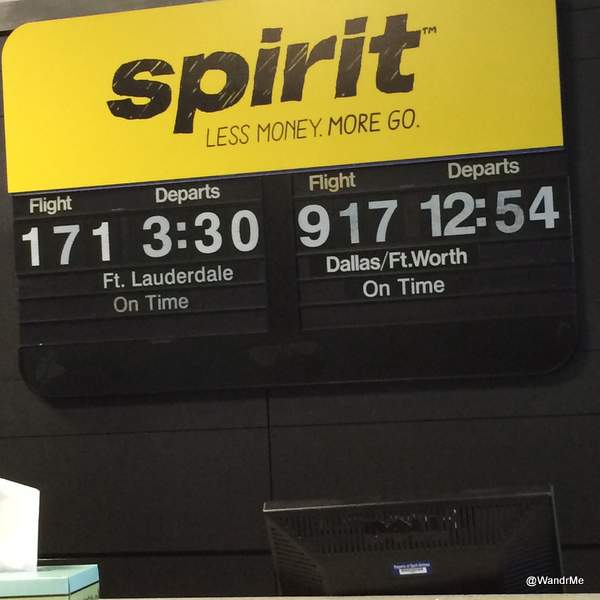 spirit™
LESS MONEY. MORE GO.
Flight Departs
171 3:30
Ft. Lauderdale
On Time
Flight Departs
917 12:54
Dallas/Ft.Worth
On Time
@WandrMe